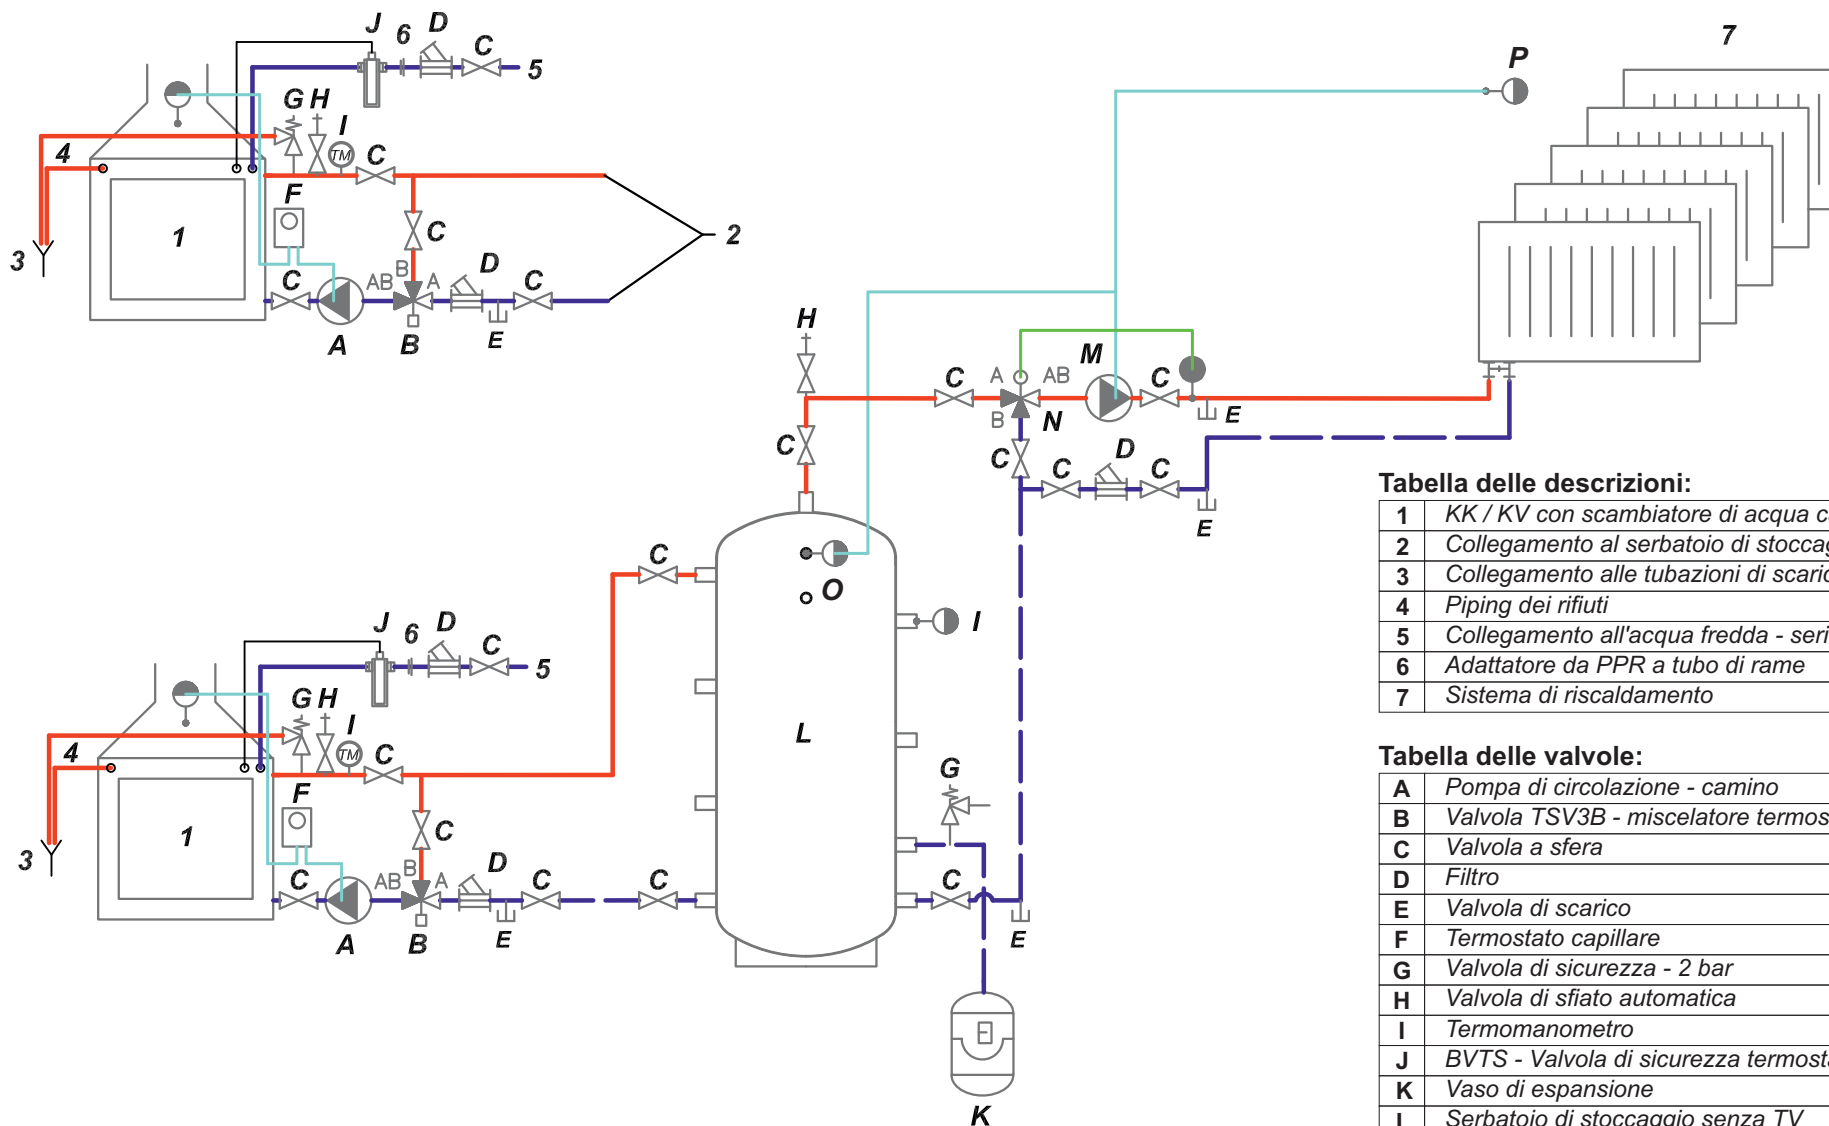 J 6 D C 5 7
P
G H I C
4
F
1
C 2
3
B D C
C AB A
A B E
H
M
C A AB C
B N E
C C D C
E
Tabella delle descrizioni:
1 KK / KV con scambiatore di acqua
2 Collegamento al serbatoio di
3 Collegamento alle tubazioni di
4 Piping dei rifiuti
5 Collegamento all'acqua fredda -
6 Adattatore da PPR a tubo di rame
7 Sistema di riscaldamento
C
O
I
J 6 D C 5
G H I C
TM
4
F
1
C
3
L
G
B D C C C
C AB A
A B E E
K
Tabella delle valvole:
A Pompa di circolazione - camino
B Valvola TSV3B - miscelatore
C Valvola a sfera
D Filtro
E Valvola di scarico
F Termostato capillare
G Valvola di sicurezza - 2 bar
H Valvola di sfiato automatica
I Termomanometro
J BVTS - Valvola di sicurezza
K Vaso di espansione
L Serbatoio di stoccaggio senza TV